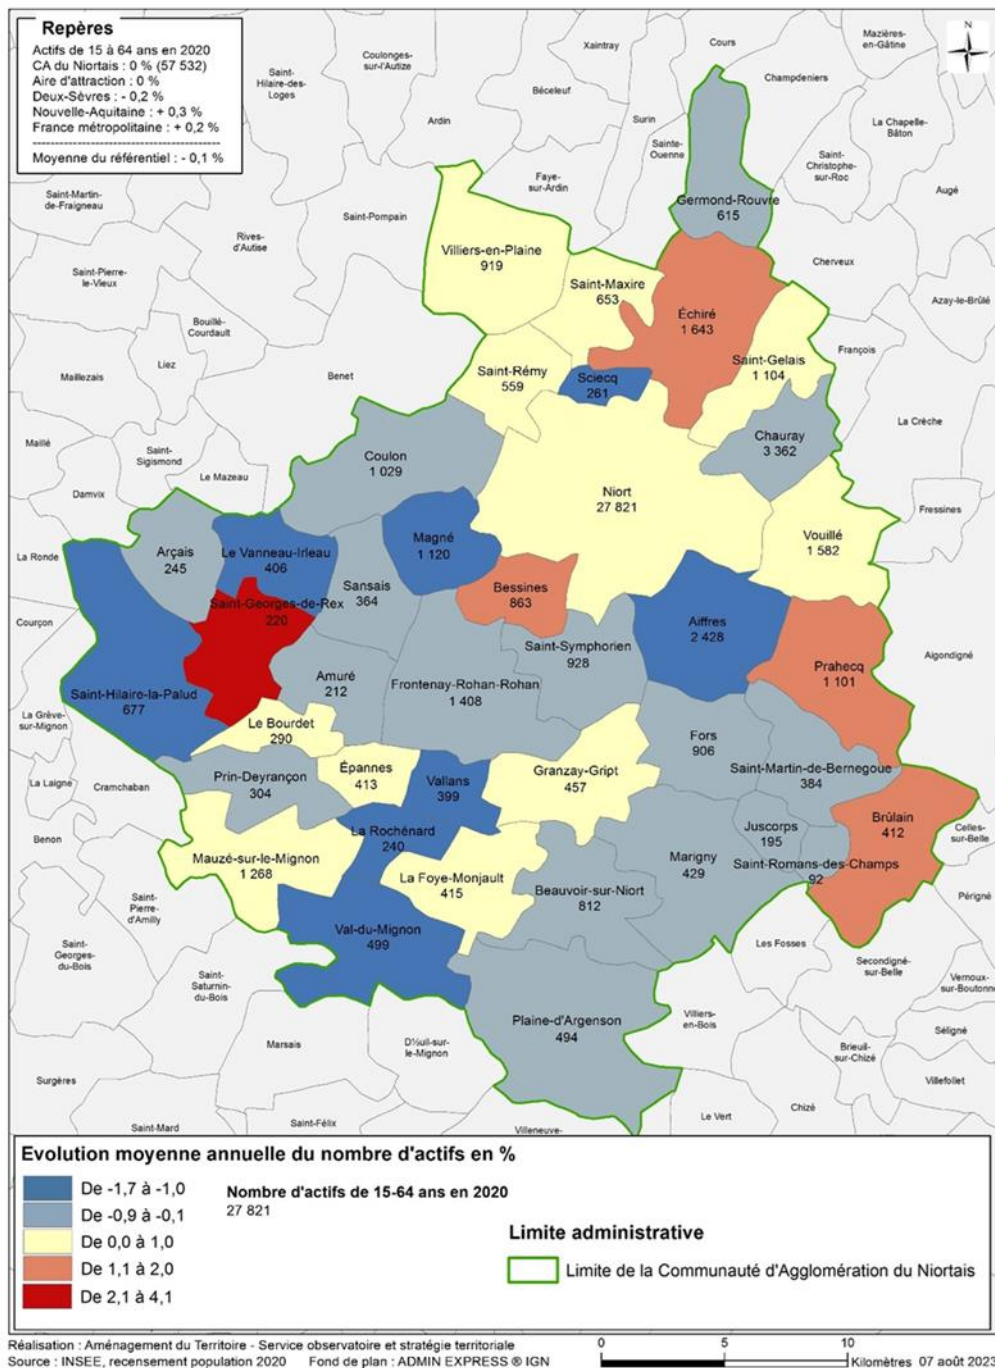 Repères
Actifs de 15 à 64 ans en 2020
CA du Niortais : 0 % (57 532)
Aire d'attraction : 0 %
Deux-Sèvres : - 0,2 %
Nouvelle-Aquitaine : + 0,3 %
France métropolitaine : + 0,2 %
Moyenne du référentiel : - 0,1 %
N
Xaintray
Cours
Mazières-
en-Gâtine
Coulonges-
sur-l'Autize
Saint-
Hilaire-des-
Loges
Béceleuf
Champdeniers
Ardin
Surin
La Chapelle-
Bâton
Sainte-
Ouenne
Saint-
Christophe-
sur-Roc
Faye-
sur-Ardin
Augé
Saint-Martin-
de-Fraigneau
Saint-Pompain
Germond-Rouvre
615
Rives-
d'Autise
Villiers-en-Plaine
919
Cherveux
Saint-Pierre-
le-Vieux
Saint-Maxire
653
Azay-le-Brûlé
Échiré
1 643
Bouillé-
Courdault
François
Saint-Gelais
1 104
Liez
Maillezais
Benet
Saint-Rémy
559
Sciecq
261
La Crèche
Maillé
Saint-
Sigismond
Coulon
1 029
Chauray
3 362
Le Mazeau
Damvix
Niort
27 821
Fressines
La Ronde
Arçais
245
Le Vanneau-Irleau
406
Magné
1 120
Vouillé
1 582
Sansais
364
Bessines
863
Saint-Georges-de-Rex
220
Courçon
Aiffres
2 428
Saint-Symphorien
928
Aigondigné
Prahecq
1 101
Amuré
212
Frontenay-Rohan-Rohan
1 408
Saint-Hilaire-la-Palud
677
La Grève-
sur-Mignon
Le Bourdet
290
Fors
906
La Laigne
Cramchaban
Prin-Deyrançon
304
Épannes
413
Vallans
399
Granzay-Gript
457
Saint-Martin-de-Bernegoue
384
Benon
La Rochénard
240
Juscorps
195
Brûlain
412
Celles-
sur-Belle
Mauzé-sur-le-Mignon
1 268
La Foye-Monjault
415
Marigny
429
Saint-Romans-des-Champs
92
Beauvoir-sur-Niort
812
Périgné
Saint-
Pierre-
d'Amilly
Val-du-Mignon
499
Les Fosses
Saint-
Georges-
du-Bois
Secondigné-
sur-Belle
Saint-
Saturnin-
du-Bois
Vernoux-
sur-Boutonne
Plaine-d'Argenson
494
Villiers-
en-Bois
Marsais
D½uil-sur-
le-Mignon
Séligné
Brieuil-
sur-Chizé
Surgères
Villefollet
Saint-Mard
Saint-Félix
Villeneuve-
Le Vert
Chizé
Evolution moyenne annuelle du nombre d'actifs en %
De -1,7 à -1,0
De -0,9 à -0,1
De 0,0 à 1,0
De 1,1 à 2,0
De 2,1 à 4,1
Nombre d'actifs de 15-64 ans en 2020
27 821
Limite administrative
Limite de la Communauté d'Agglomération du Niortais
Réalisation : Aménagement du Territoire - Service observatoire et stratégie territoriale
Source : INSEE, recensement population 2020 Fond de plan : ADMIN EXPRESS ® IGN
0 5 10
Kilomètres 07 août 2023